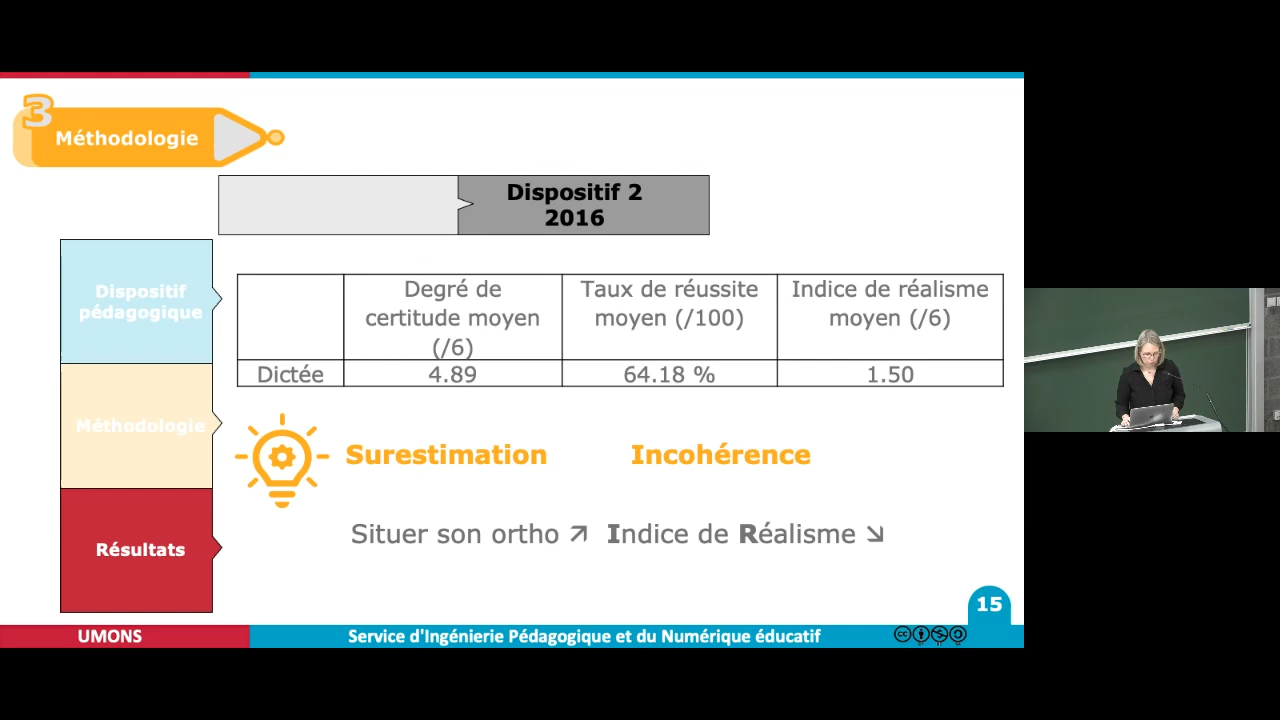 3
Méthodologie
Dispositif 2
2016
Dispositif
pédagogique
Méthodologie
Résultats
Degré de
certitude moyen
(/6)
Taux de réussite
moyen (/100)
Indice de réalisme
moyen (/6)
Dictée
4.89
64.18 %
1.50
Surestimation
Incohérence
Situer son ortho ↗ Indice de Réalisme ↘
15
UMONS
Service d'Ingénierie Pédagogique et du Numérique éducatif
cc